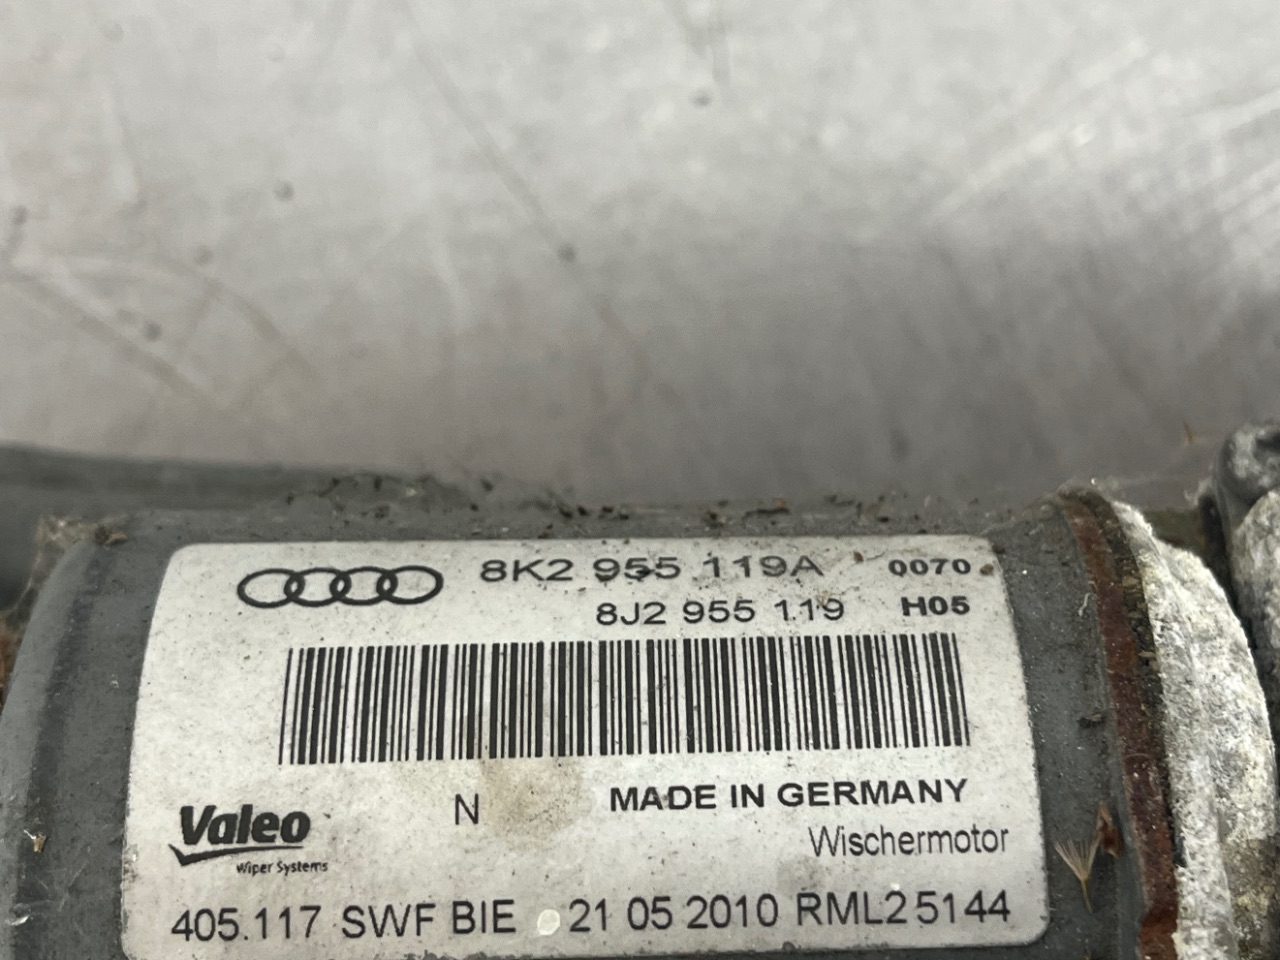 8K2 955 119A 0070
8J2 955 119 H05
Valeo N MADE IN GERMANY
Wiper Systems Wischermotor
405.117 SWF BIE 21 05 2010 RML2 5144